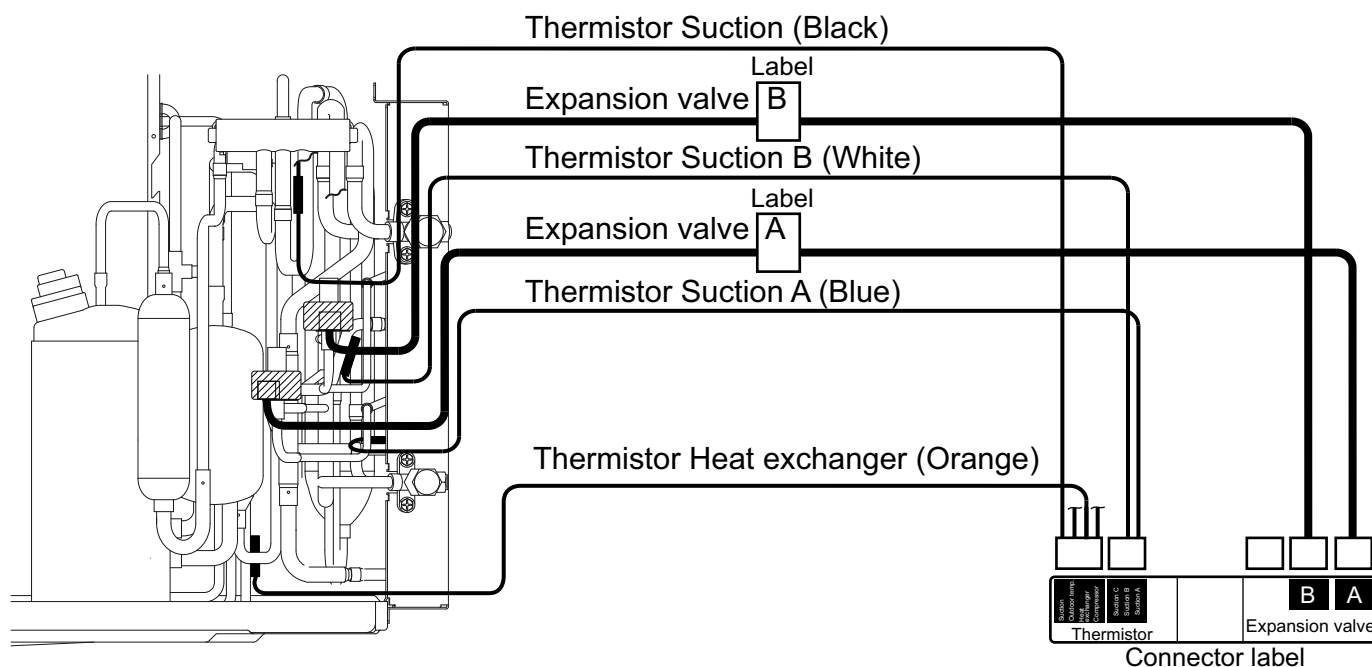 Thermistor Suction (Black)
Label
Expansion valve B
Thermistor Suction B (White)
Label
Expansion valve A
Thermistor Suction A (Blue)
Thermistor Heat exchanger (Orange)
Suction
Outdoor temp.
Heat
exchanger
Compressor
Suction C
Suction B
Suction A
B A
Thermistor
Expansion valve
Connector label